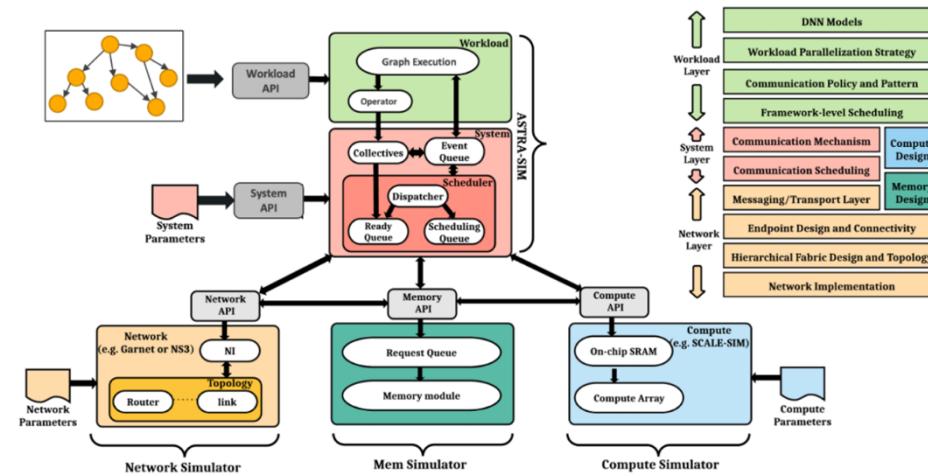 Workload
API
Workload
Graph Execution
Operator
ASTRA-SIM
System
Collectives
Event
Queue
Scheduler
Dispatcher
Ready
Queue
Scheduling
Queue
System
API
System
Parameters
DNN Models
Workload Parallelization Strategy
Communication Policy and Pattern
Framework-level Scheduling
Communication Mechanism
Communication Scheduling
Messaging/Transport Layer
Endpoint Design and Connectivity
Hierarchical Fabric Design and Topology
Network Implementation
Workload
Layer
System
Layer
Network
Layer
Design
Memory
Design
Network
API
Memory
API
Compute
API
Network
(e.g. Garnet or NS3)
NI
Topology
Router
link
Network
Parameters
Network Simulator
Request Queue
Memory module
Mem Simulator
Compute
(e.g. SCALE-SIM)
On-chip SRAM
Compute Array
Compute
Parameters
Compute Simulator